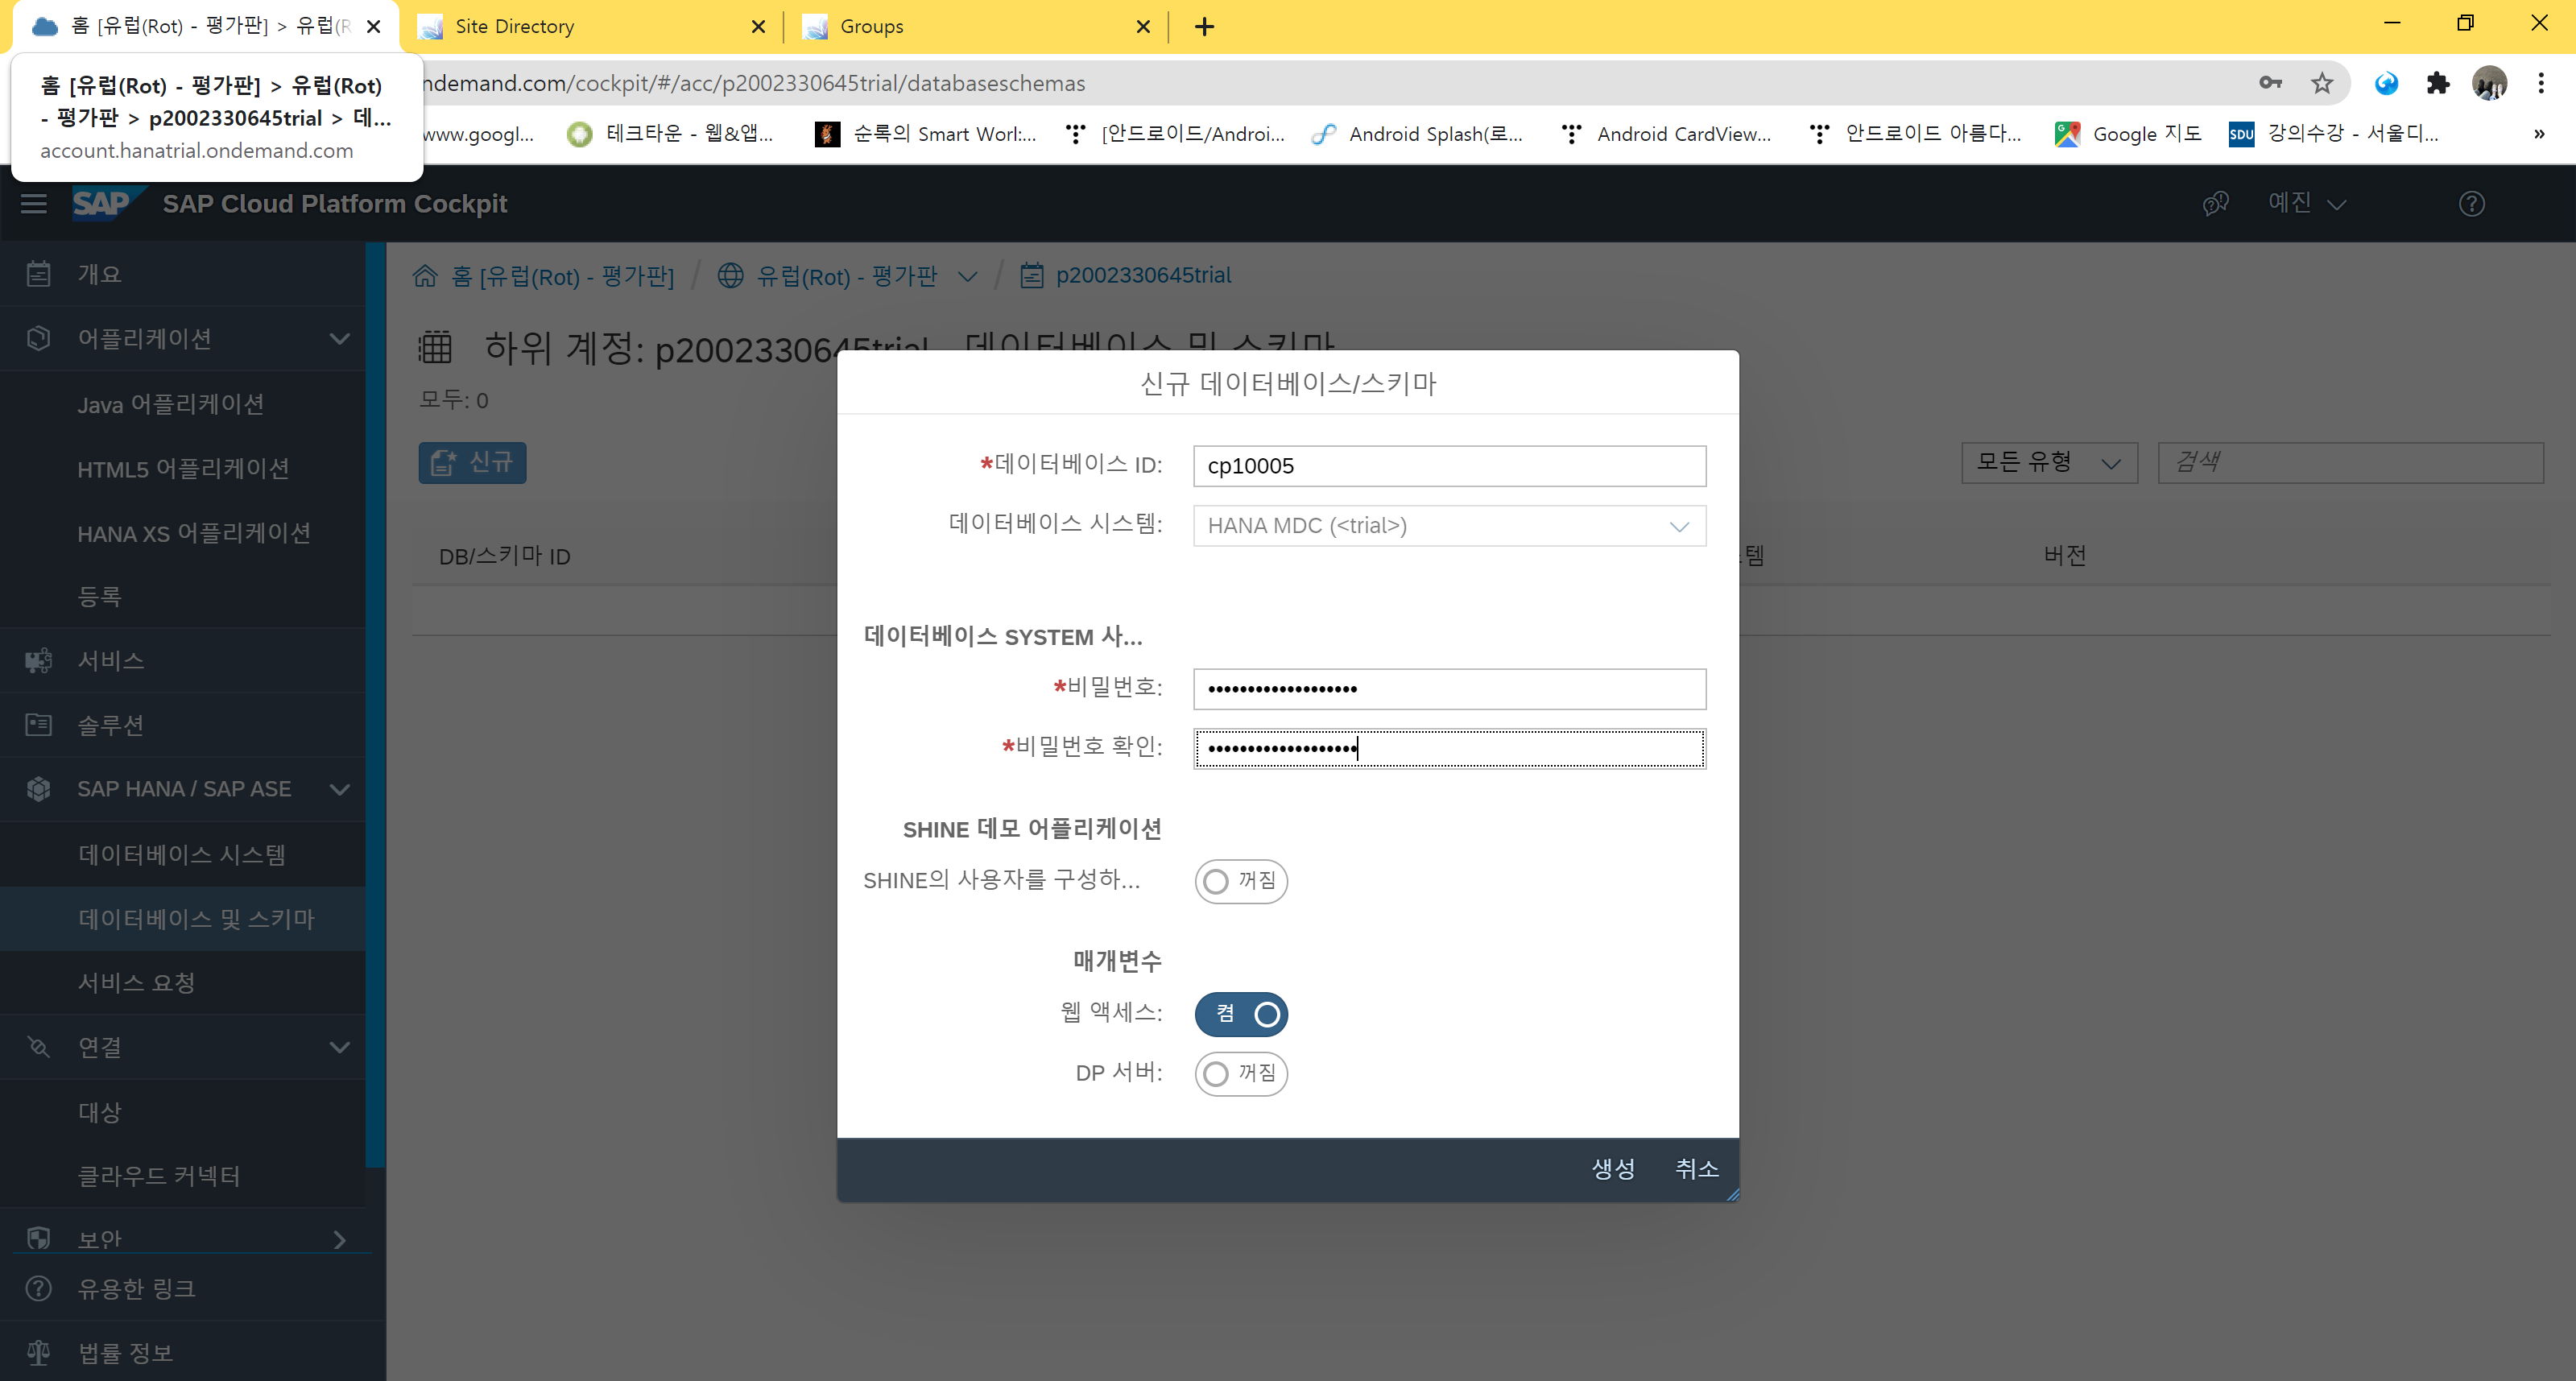 홈 [유럽(Rot) - 평가판] > 유럽(R
Site Directory
Groups
홈 [유럽(Rot) - 평가판] > 유럽(Rot)
- 평가판 > p2002330645trial > 데...
account.hanatrial.ondemand.com
ndemand.com/cockpit/#/acc/p2002330645trial/databaseschemas
www.googl...
테크타운 - 웹&앱...
순록의 Smart Worl:...
[안드로이드/Androi...
Android Splash(로...
Android CardView...
안드로이드 아름다...
Google 지도
SDU
강의수강 - 서울디...
»
SAP
SAP Cloud Platform Cockpit
예진
개요
어플리케이션
Java 어플리케이션
HTML5 어플리케이션
HANA XS 어플리케이션
등록
서비스
솔루션
SAP HANA / SAP ASE
데이터베이스 시스템
데이터베이스 및 스키마
서비스 요청
연결
대상
클라우드 커넥터
보안
유용한 링크
법률 정보
홈 [유럽(Rot) - 평가판] / 유럽(Rot) - 평가판 / p2002330645trial
하위 계정: p2002330645trial - 데이터베이스 및 스키마
모두: 0
신규
모든 유형
검색
DB/스키마 ID
템
버전
신규 데이터베이스/스키마
*데이터베이스 ID:
cp10005
데이터베이스 시스템:
HANA MDC (<trial>)
데이터베이스 SYSTEM 사...
*비밀번호:
•••••••••••••••••••
*비밀번호 확인:
•••••••••••••••••••
SHINE 데모 어플리케이션
SHINE의 사용자를 구성하...
꺼짐
매개변수
웹 액세스:
켬
DP 서버:
꺼짐
생성
취소